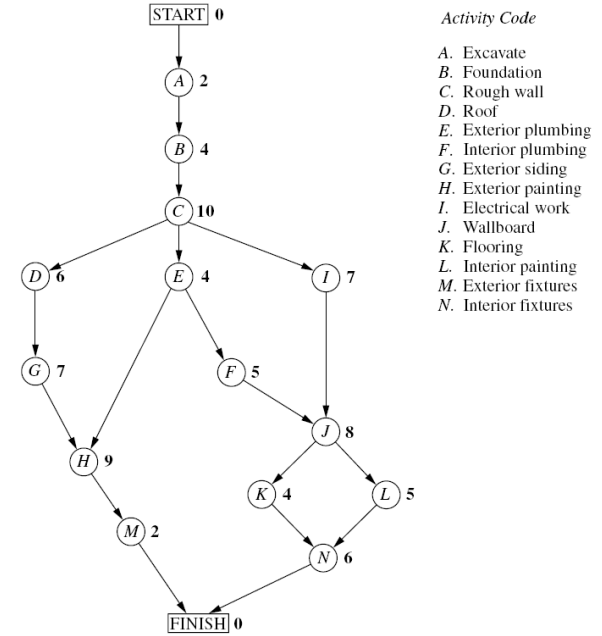 START 0
Activity Code
A. Excavate
B. Foundation
C. Rough wall
D. Roof
E. Exterior plumbing
F. Interior plumbing
G. Exterior siding
H. Exterior painting
I. Electrical work
J. Wallboard
K. Flooring
L. Interior painting
M. Exterior fixtures
N. Interior fixtures
A 2
B 4
C 10
D 6
E 4
I 7
G 7
F 5
J 8
H 9
K 4
L 5
M 2
N 6
FINISH 0